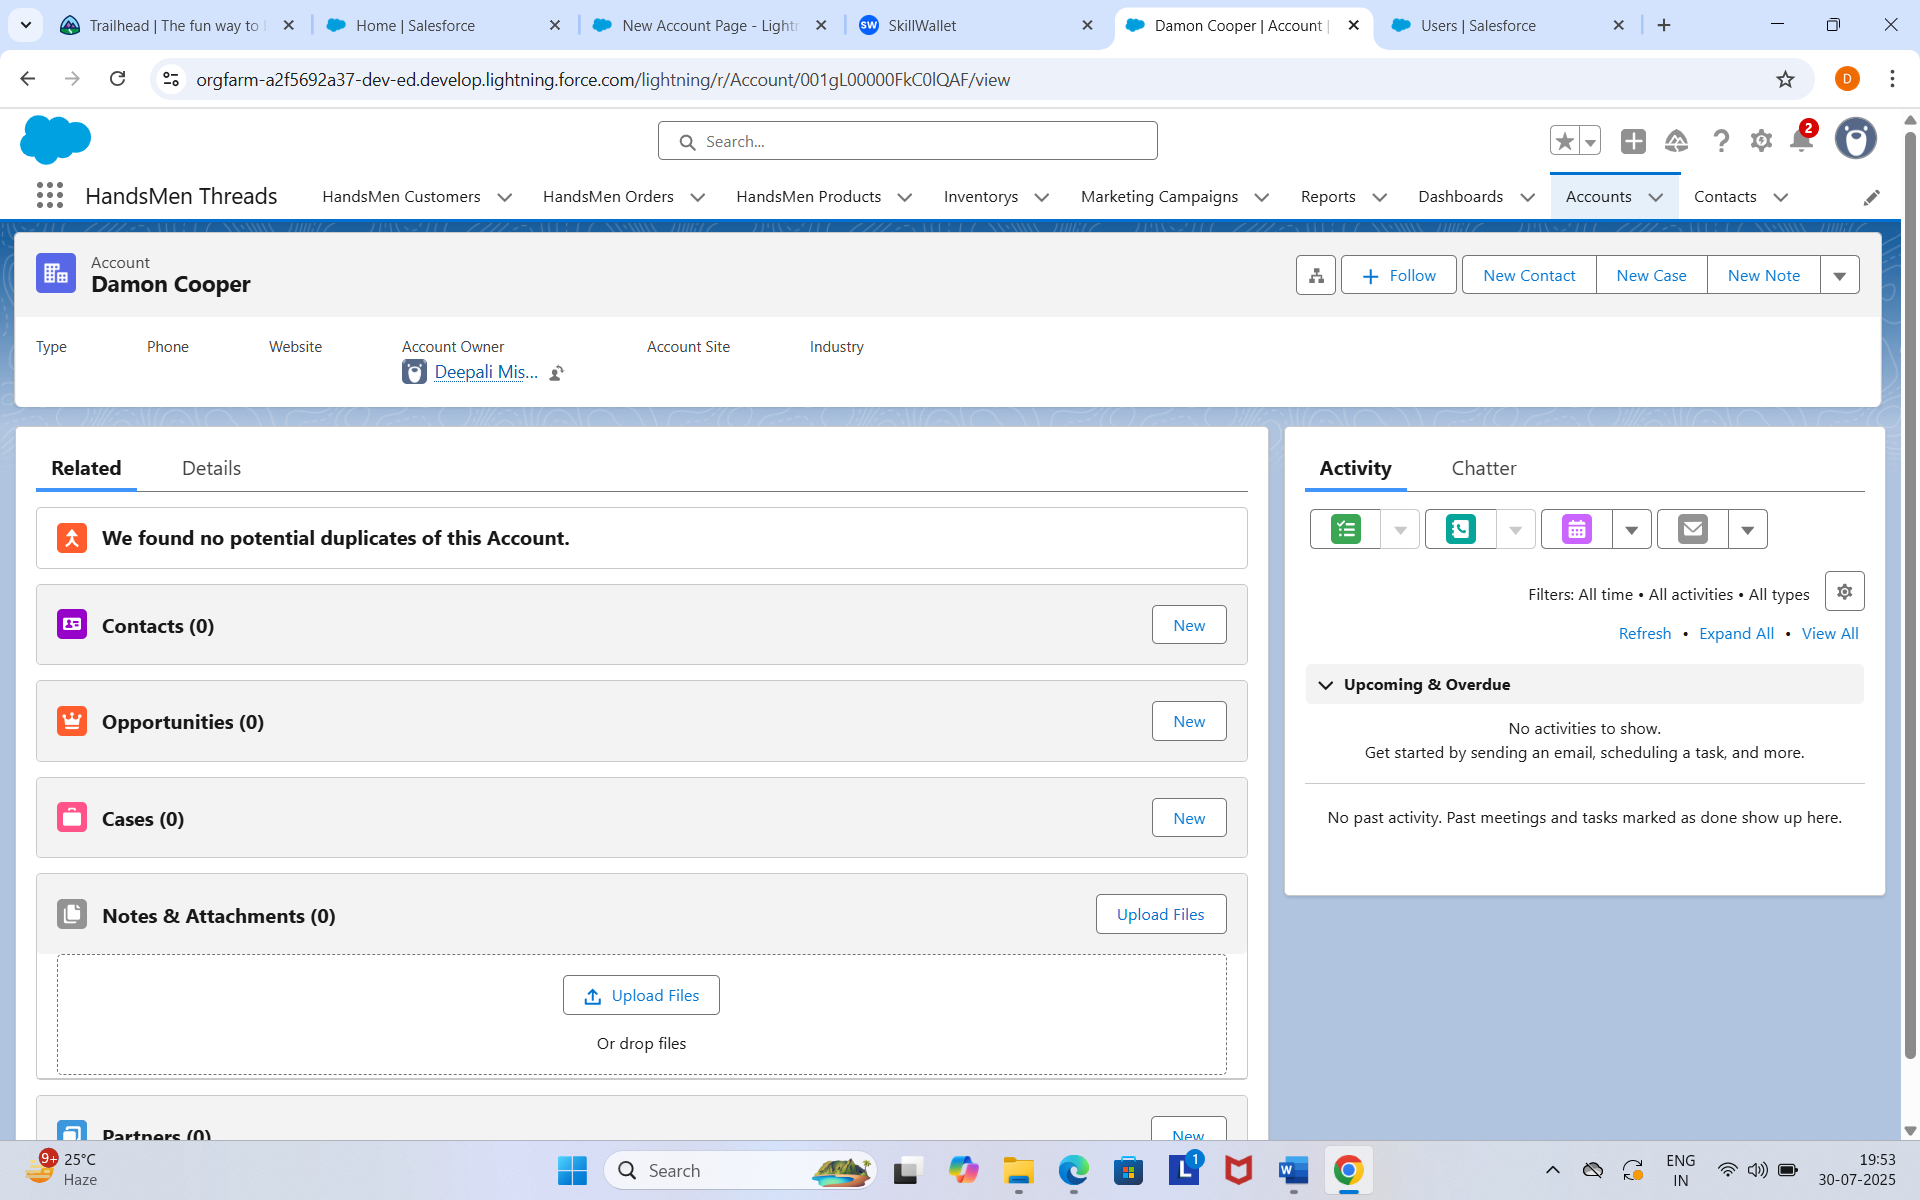 Trailhead | The fun way to
Home | Salesforce
New Account Page - Lightn
SW
SkillWallet
Damon Cooper | Account |
Users | Salesforce
orgfarm-a2f5692a37-dev-ed.develop.lightning.force.com/lightning/r/Account/001gL00000FkC0lQAF/view
D
Search...
2
HandsMen Threads
HandsMen Customers
HandsMen Orders
HandsMen Products
Inventorys
Marketing Campaigns
Reports
Dashboards
Accounts
Contacts
Account
Damon Cooper
Follow
New Contact
New Case
New Note
Type
Phone
Website
Account Owner
Account Site
Industry
Deepali Mis...
Related
Details
We found no potential duplicates of this Account.
Contacts (0)
New
Opportunities (0)
New
Cases (0)
New
Notes & Attachments (0)
Upload Files
Upload Files
Or drop files
Partners (0)
New
Activity
Chatter
Filters: All time • All activities • All types
Refresh • Expand All • View All
Upcoming & Overdue
No activities to show.
Get started by sending an email, scheduling a task, and more.
No past activity. Past meetings and tasks marked as done show up here.
9+
25°C
Haze
Search
L
1
W
ENG
IN
19:53
30-07-2025